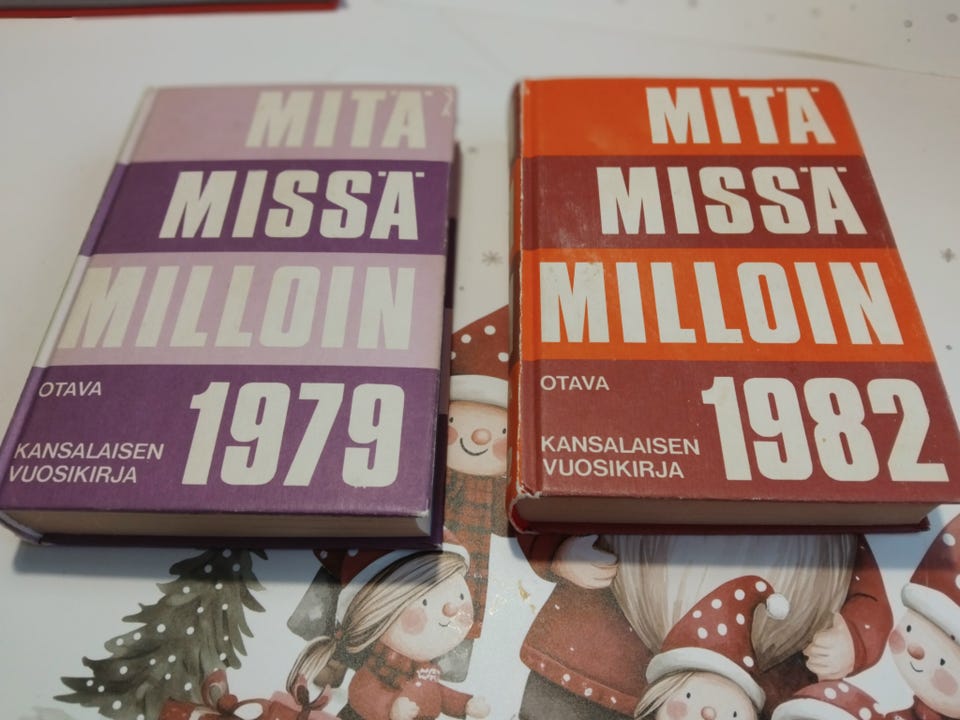 MITÄ
MISSÄ
MILLOIN
1979
OTAVA
KANSALAISEN
VUOSIKIRJA
MITÄ
MISSÄ
MILLOIN
1982
OTAVA
KANSALAISEN
VUOSIKIRJA